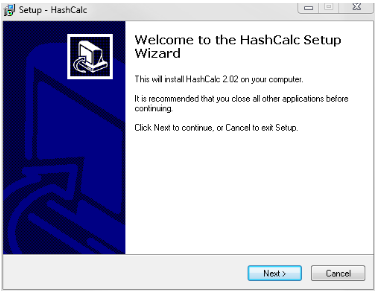 Setup - HashCalc
Welcome to the HashCalc Setup
Wizard
This will install HashCalc 2.02 on your computer.
It is recommended that you close all other applications before
continuing.
Click Next to continue, or Cancel to exit Setup.
Next >
Cancel